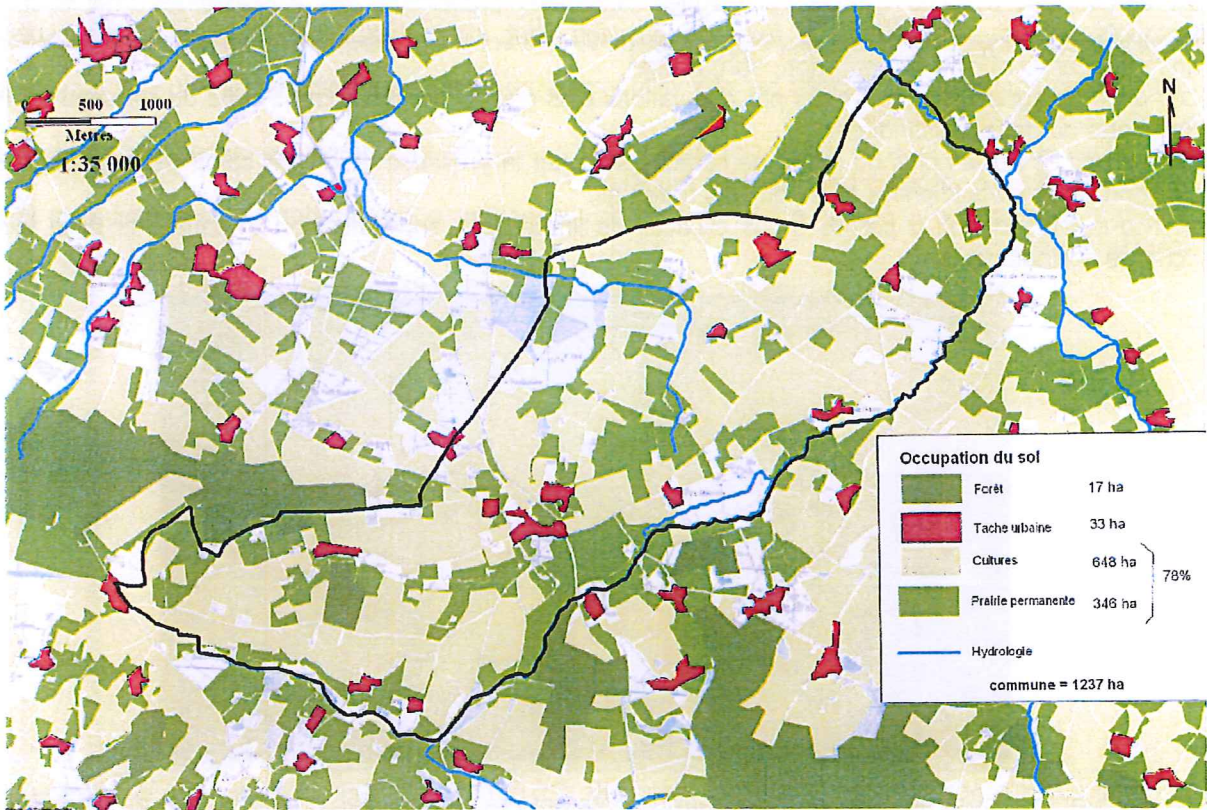 N
0 500 1000
Metres
1:35 000
Occupation du sol
Forêt 17 ha
Tache urbaine 33 ha
Cultures 648 ha
78%
Prairie permanente 346 ha
Hydrologie
commune = 1237 ha